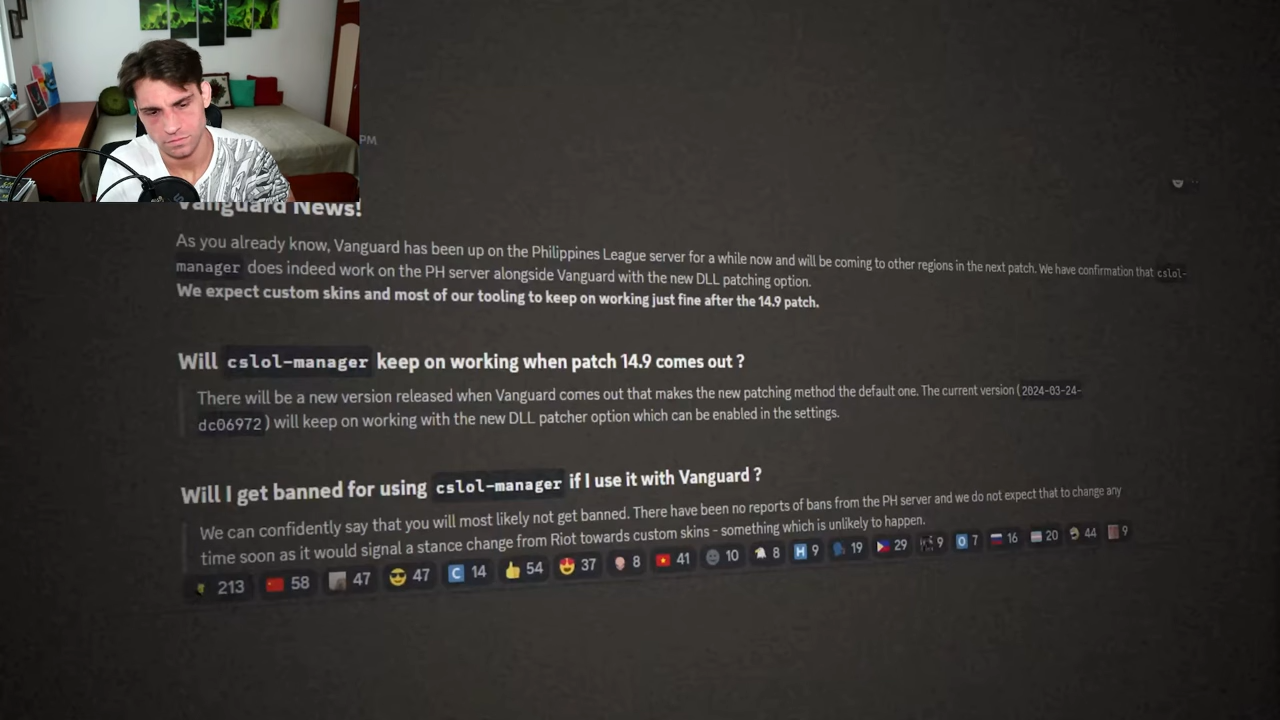 PM
Vanguard News!
As you already know, Vanguard has been up on the Philippines League server for a while now and will be coming to other regions in the next patch. We have confirmation that cslol-
manager does indeed work on the PH server alongside Vanguard with the new DLL patching option.
We expect custom skins and most of our tooling to keep on working just fine after the 14.9 patch.
Will cslol-manager keep on working when patch 14.9 comes out ?
There will be a new version released when Vanguard comes out that makes the new patching method the default one. The current version (2024-03-24-
dc06972) will keep on working with the new DLL patcher option which can be enabled in the settings.
Will I get banned for using cslol-manager if I use it with Vanguard ?
We can confidently say that you will most likely not get banned. There have been no reports of bans from the PH server and we do not expect that to change any
time soon as it would signal a stance change from Riot towards custom skins - something which is unlikely to happen.
213 58 47 47 C 14 54 37 8 41 10 8 H 9 19 29 9 O 7 16 20 44 9